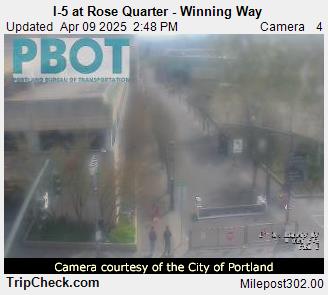 I-5 at Rose Quarter - Winning Way
Updated Apr 09 2025 2:48 PM Camera 4
PBOT
PORTLAND BUREAU OF TRANSPORTATION
Camera courtesy of the City of Portland
TripCheck.com Milepost302.00